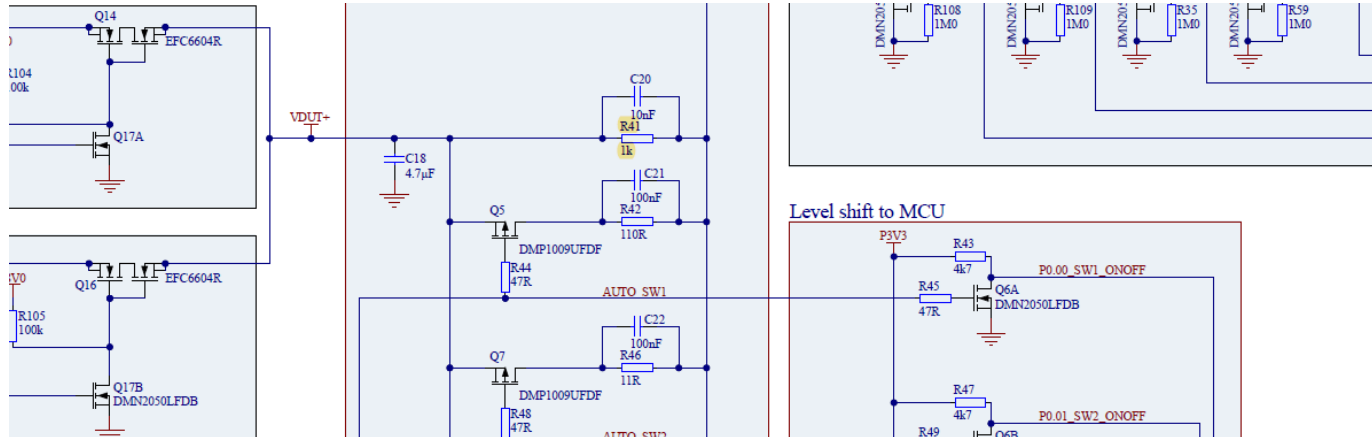 Q14
EFC6604R
R104
Q17A
VDUT+
C18
4.7µF
C20
10nF
R41
1k
C21
100nF
R42
110R
Q5
DMP1009UFDF
R44
47R
AUTO_SW1
C22
100nF
R46
11R
Q7
DMP1009UFDF
R48
47R
AUTO_SW2
Q16
EFC6604R
R105
100k
Q17B
DMN2050LFDB
R108
1M0
R109
1M0
R35
1M0
R59
1M0
Level shift to MCU
P3V3
R43
4k7
P0.00_SW1_ONOFF
R45
47R
Q6A
DMN2050LFDB
R47
4k7
P0.01_SW2_ONOFF
R49
Q6B